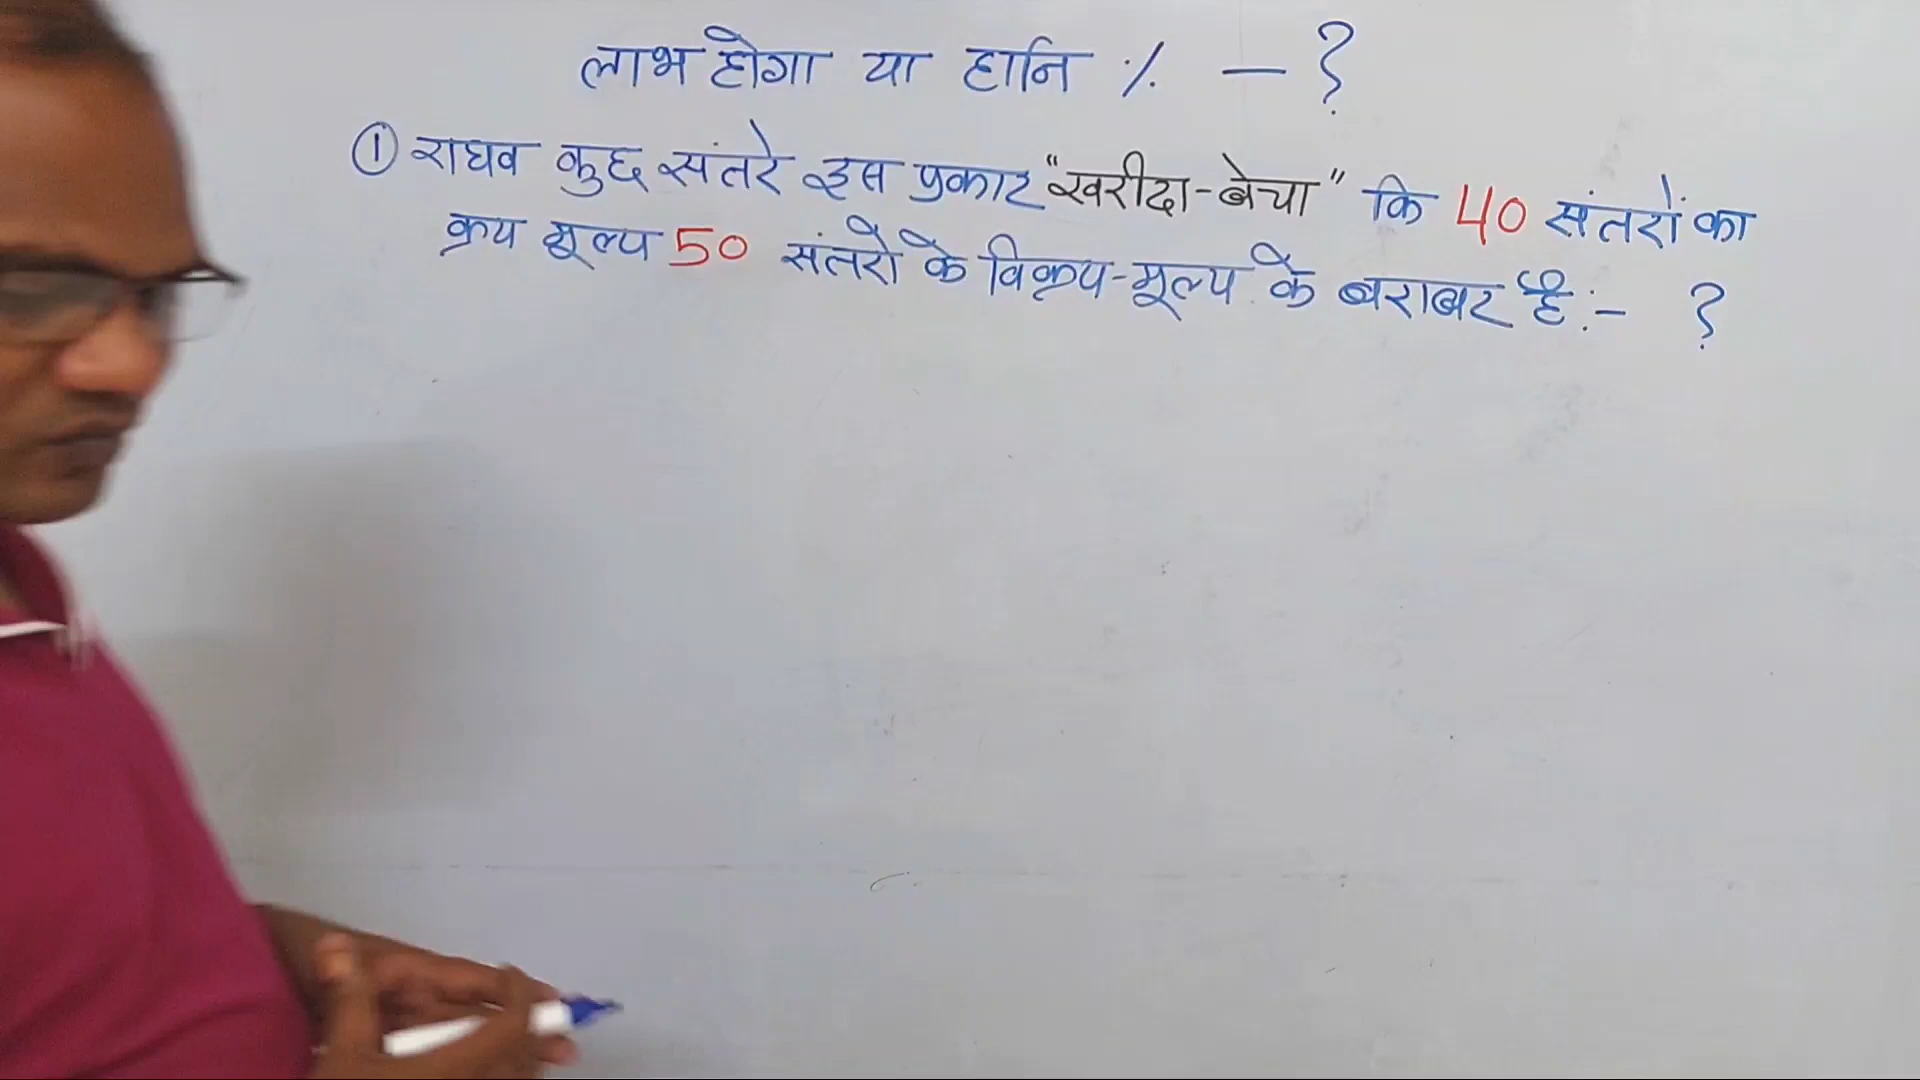 लाभ होगा या हानि % — ?
① राघव कुछ संतरे इस प्रकार "खरीदा-बेचा" कि 40 संतरों का
क्रय मूल्य 50 संतरों के विक्रय-मूल्य के बराबर है :- ?